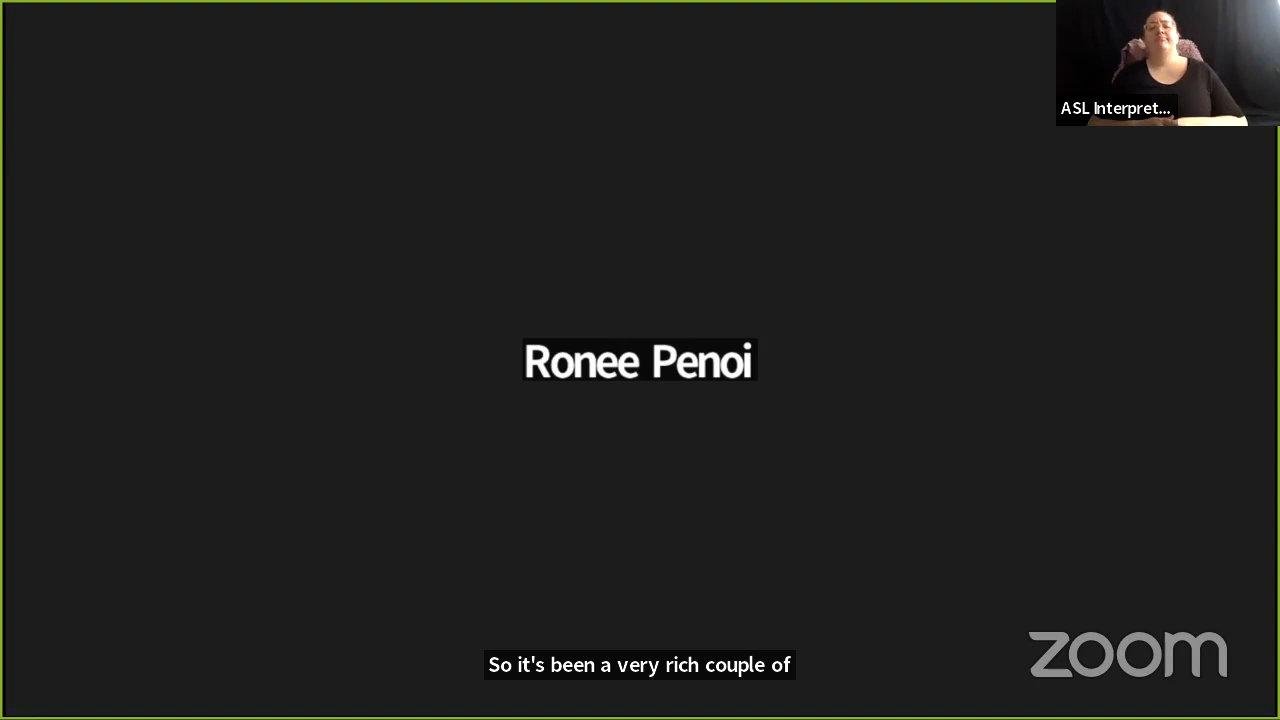 ASL Interpret...
Ronee Penoi
So it's been a very rich couple of
zoom